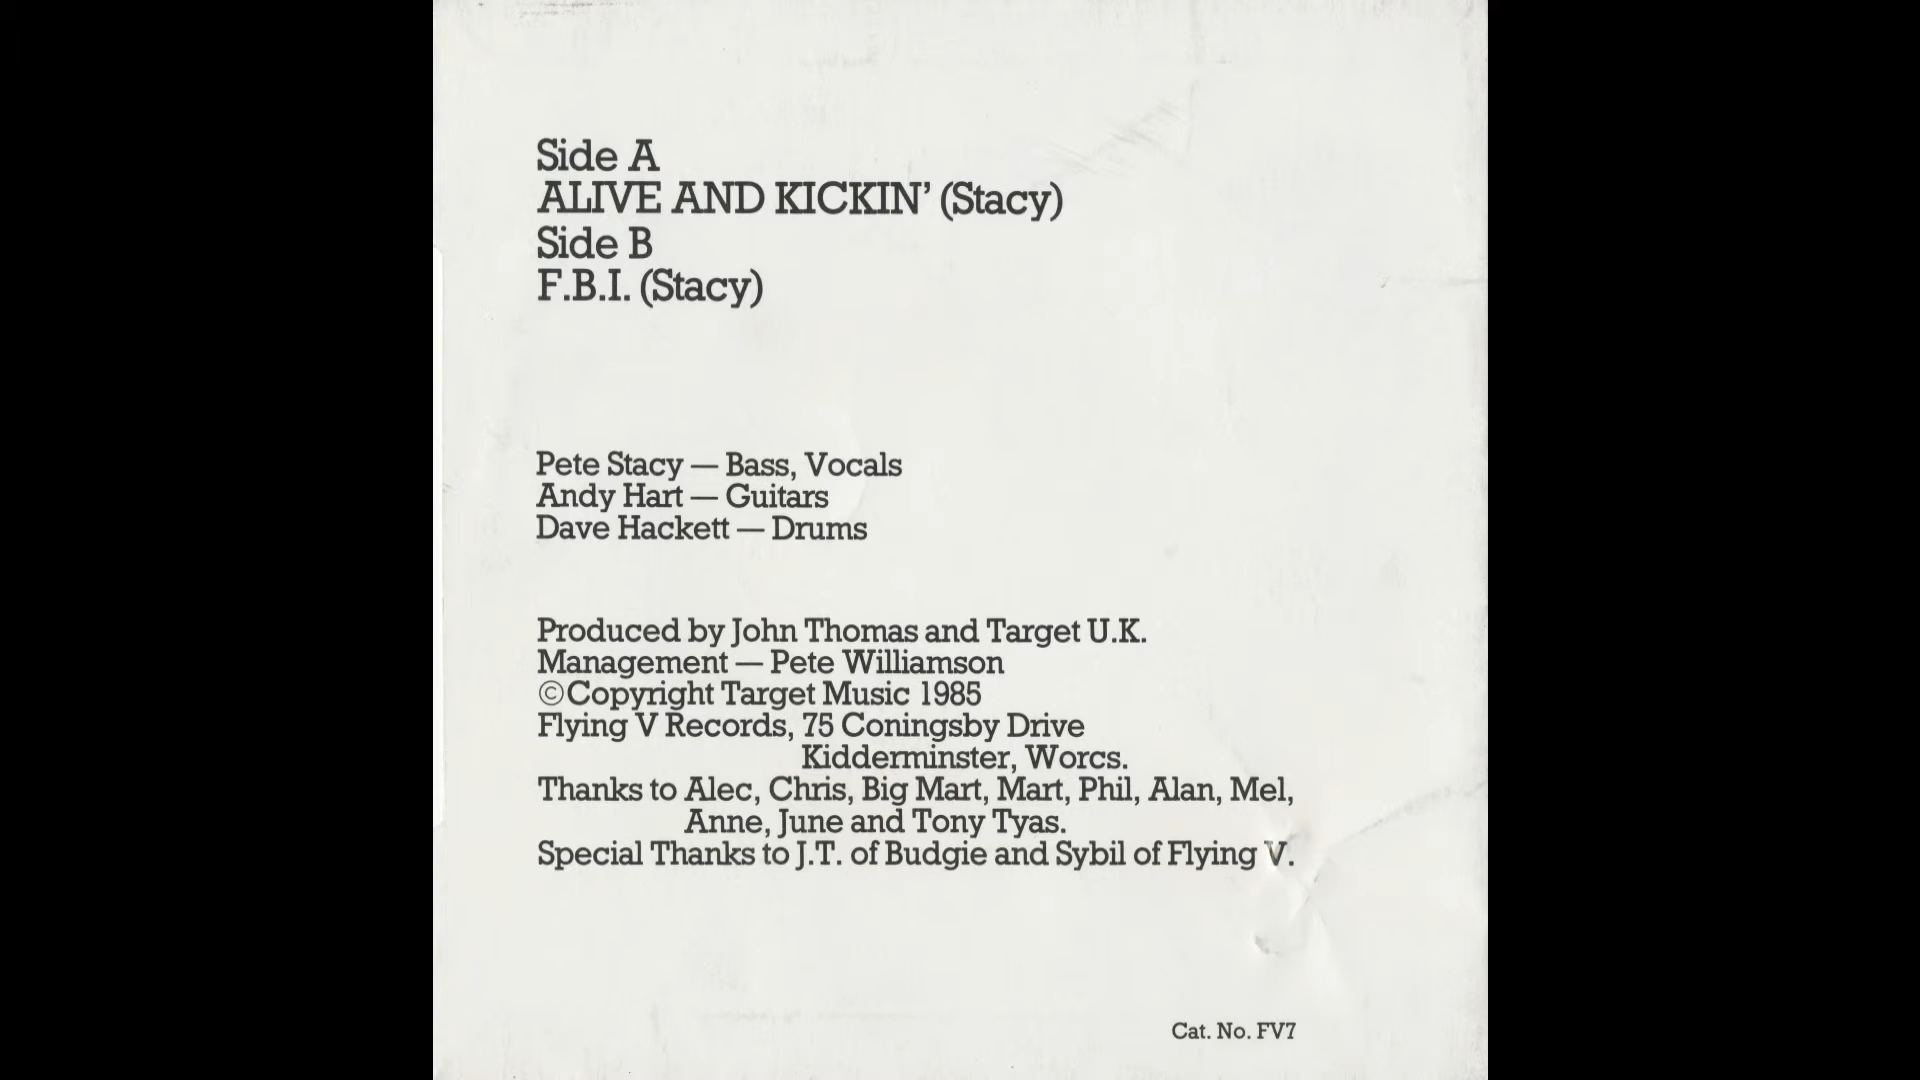 Side A
ALIVE AND KICKIN’ (Stacy)
Side B
F.B.I. (Stacy)
Pete Stacy — Bass, Vocals
Andy Hart — Guitars
Dave Hackett — Drums
Produced by John Thomas and Target U.K.
Management — Pete Williamson
©Copyright Target Music 1985
Flying V Records, 75 Coningsby Drive
Kidderminster, Worcs.
Thanks to Alec, Chris, Big Mart, Mart, Phil, Alan, Mel,
Anne, June and Tony Tyas.
Special Thanks to J.T. of Budgie and Sybil of Flying V.
Cat. No. FV7